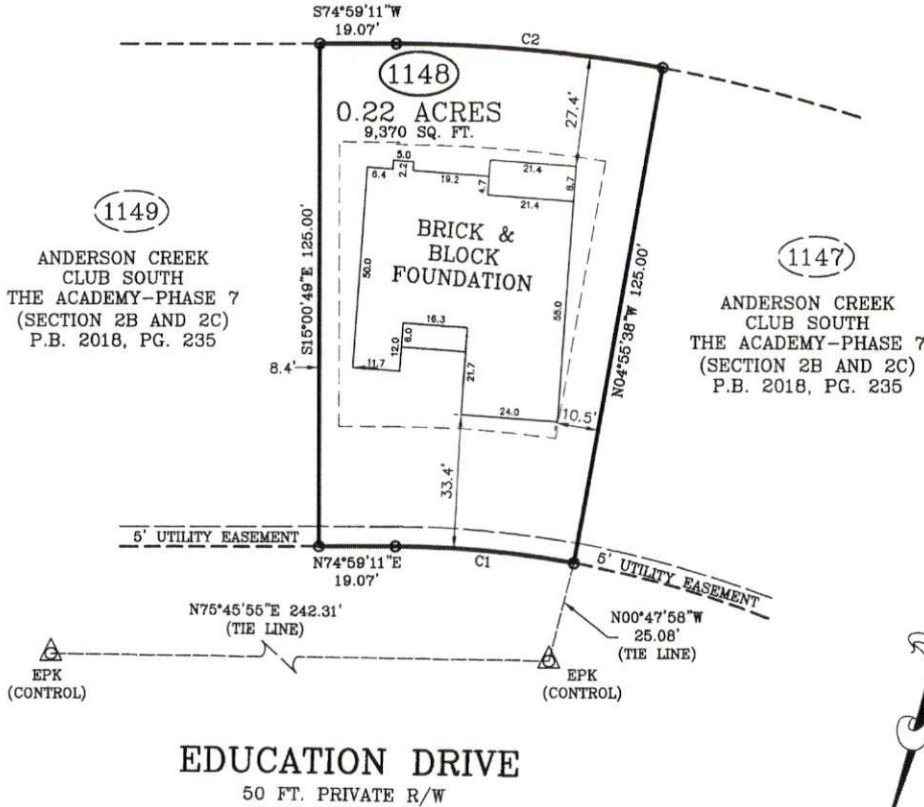 S74°59'11"W
19.07'
C2
1148
0.22 ACRES
9,370 SQ. FT.
27.4'
5.0
6.4
2.2
19.2
4.7
21.4
8.7
21.4
1149
ANDERSON CREEK
CLUB SOUTH
THE ACADEMY-PHASE 7
(SECTION 2B AND 2C)
P.B. 2018, PG. 235
S15°00'49"E 125.00'
BRICK &
BLOCK
FOUNDATION
50.0
55.0
N04°55'38"W 125.00'
1147
ANDERSON CREEK
CLUB SOUTH
THE ACADEMY-PHASE 7
(SECTION 2B AND 2C)
P.B. 2018, PG. 235
16.3
6.0
12.0
11.7
21.7
8.4'
24.0
10.5'
33.4'
5' UTILITY EASEMENT
5' UTILITY EASEMENT
N74°59'11"E
19.07'
C1
N75°45'55"E 242.31'
(TIE LINE)
N00°47'58"W
25.08'
(TIE LINE)
EPK
(CONTROL)
EPK
(CONTROL)
EDUCATION DRIVE
50 FT. PRIVATE R/W